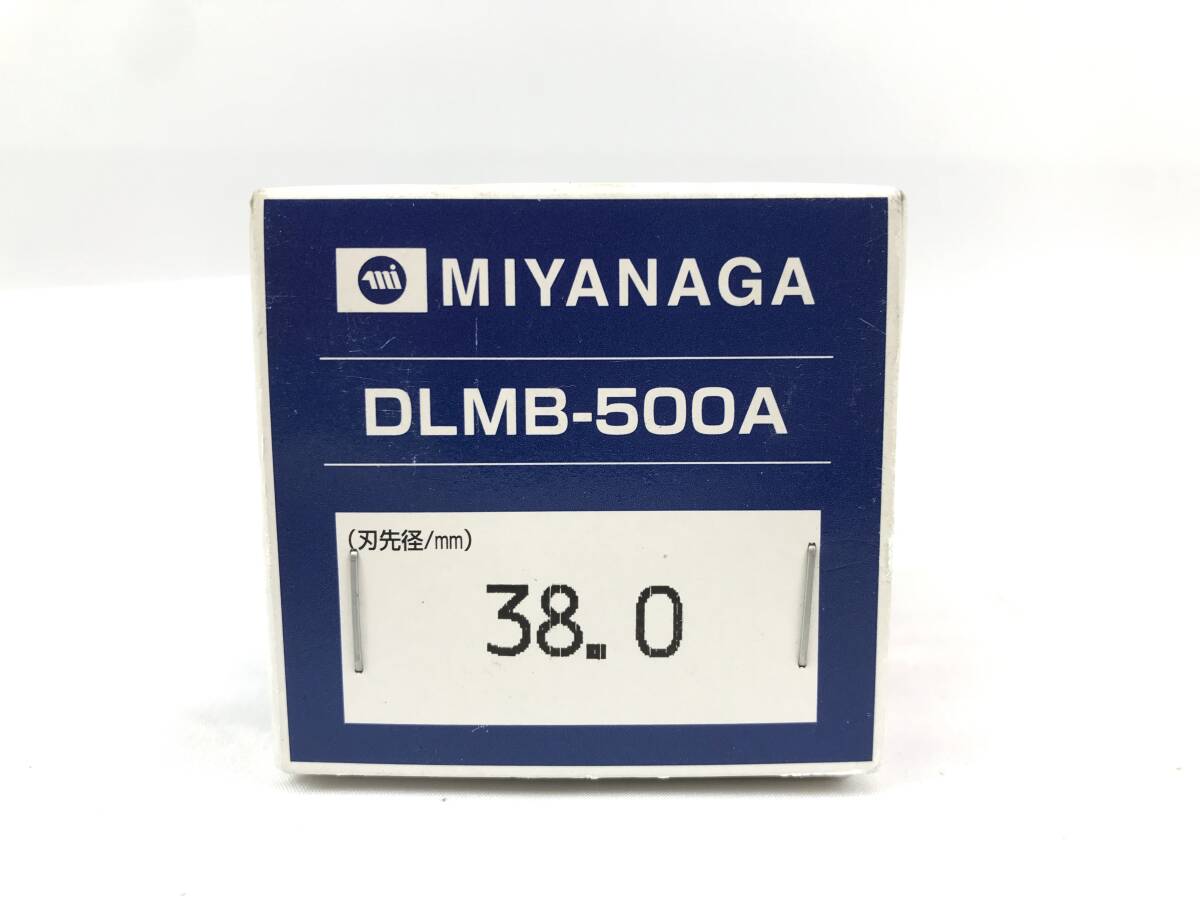 mi MIYANAGA
DLMB-500A
(刃先径/mm)
38.0